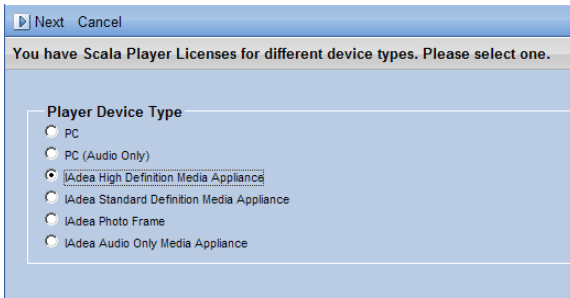 Next Cancel
You have Scala Player Licenses for different device types. Please select one.
Player Device Type
PC
PC (Audio Only)
IAdea High Definition Media Appliance
IAdea Standard Definition Media Appliance
IAdea Photo Frame
IAdea Audio Only Media Appliance